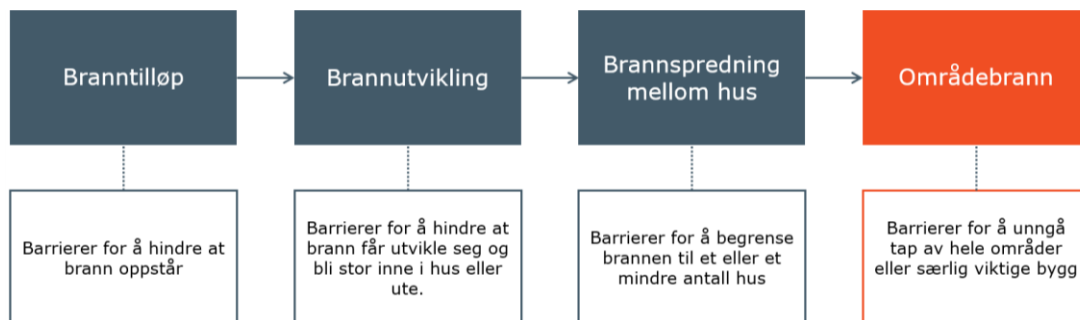 Branntilløp
Brannutvikling
Brannspredning
mellom hus
Områdebrann
Barrierer for å hindre at
brann oppstår
Barrierer for å hindre at
brann får utvikle seg og
bli stor inne i hus eller
ute.
Barrierer for å begrense
brannen til et eller et
mindre antall hus
Barrierer for å unngå
tap av hele områder
eller særlig viktige bygg